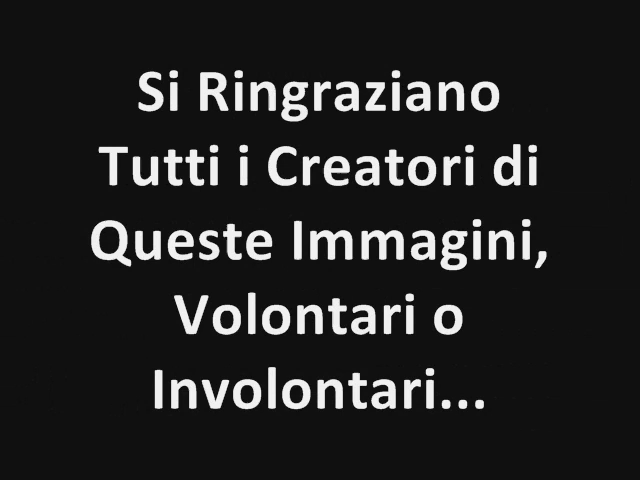 Si Ringraziano
Tutti i Creatori di
Queste Immagini,
Volontari o
Involontari...